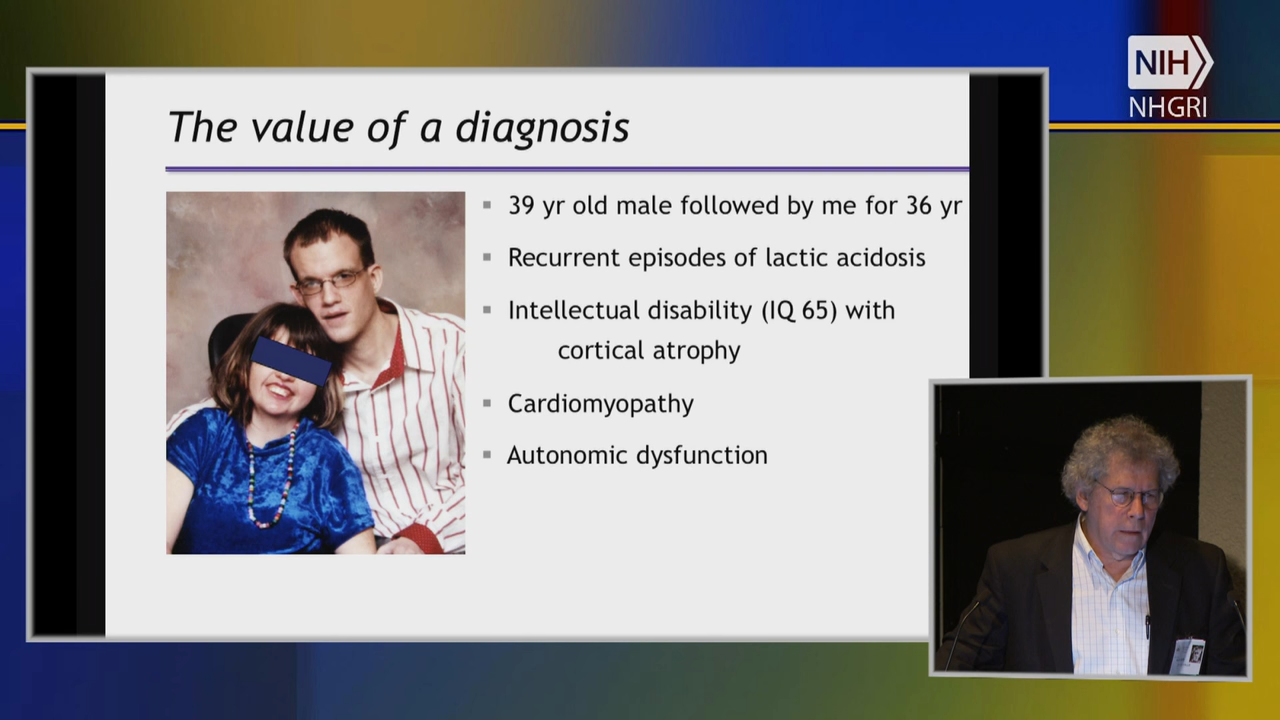 NIH
NHGRI
The value of a diagnosis
▪ 39 yr old male followed by me for 36 yr
▪ Recurrent episodes of lactic acidosis
▪ Intellectual disability (IQ 65) with
cortical atrophy
▪ Cardiomyopathy
▪ Autonomic dysfunction